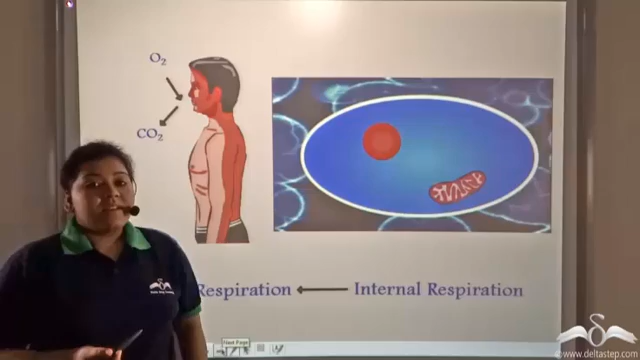 O₂
CO₂
Respiration Internal Respiration
Next Page
©www.deltastep.com